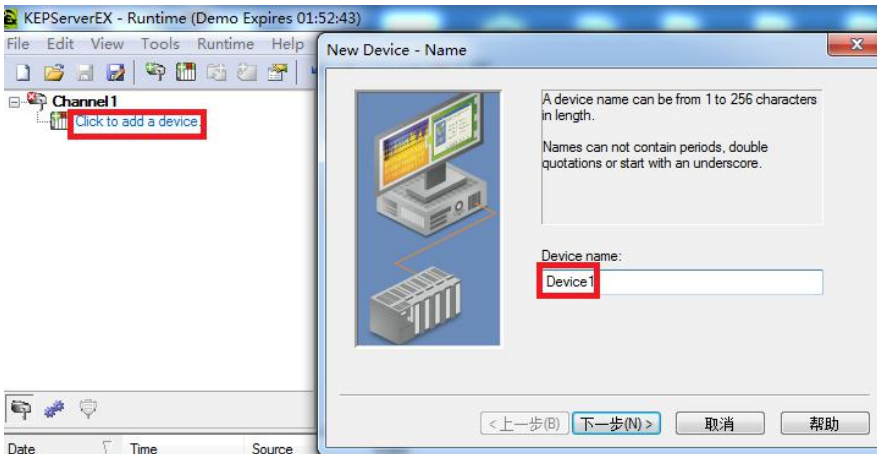 KEPServerEX - Runtime (Demo Expires 01:52:43)
File Edit View Tools Runtime Help
Channel1
Click to add a device.
Date Time Source
New Device - Name
A device name can be from 1 to 256 characters
in length.
Names can not contain periods, double
quotations or start with an underscore.
Device name:
Device1
<上一步(B) 下一步(N)> 取消 帮助